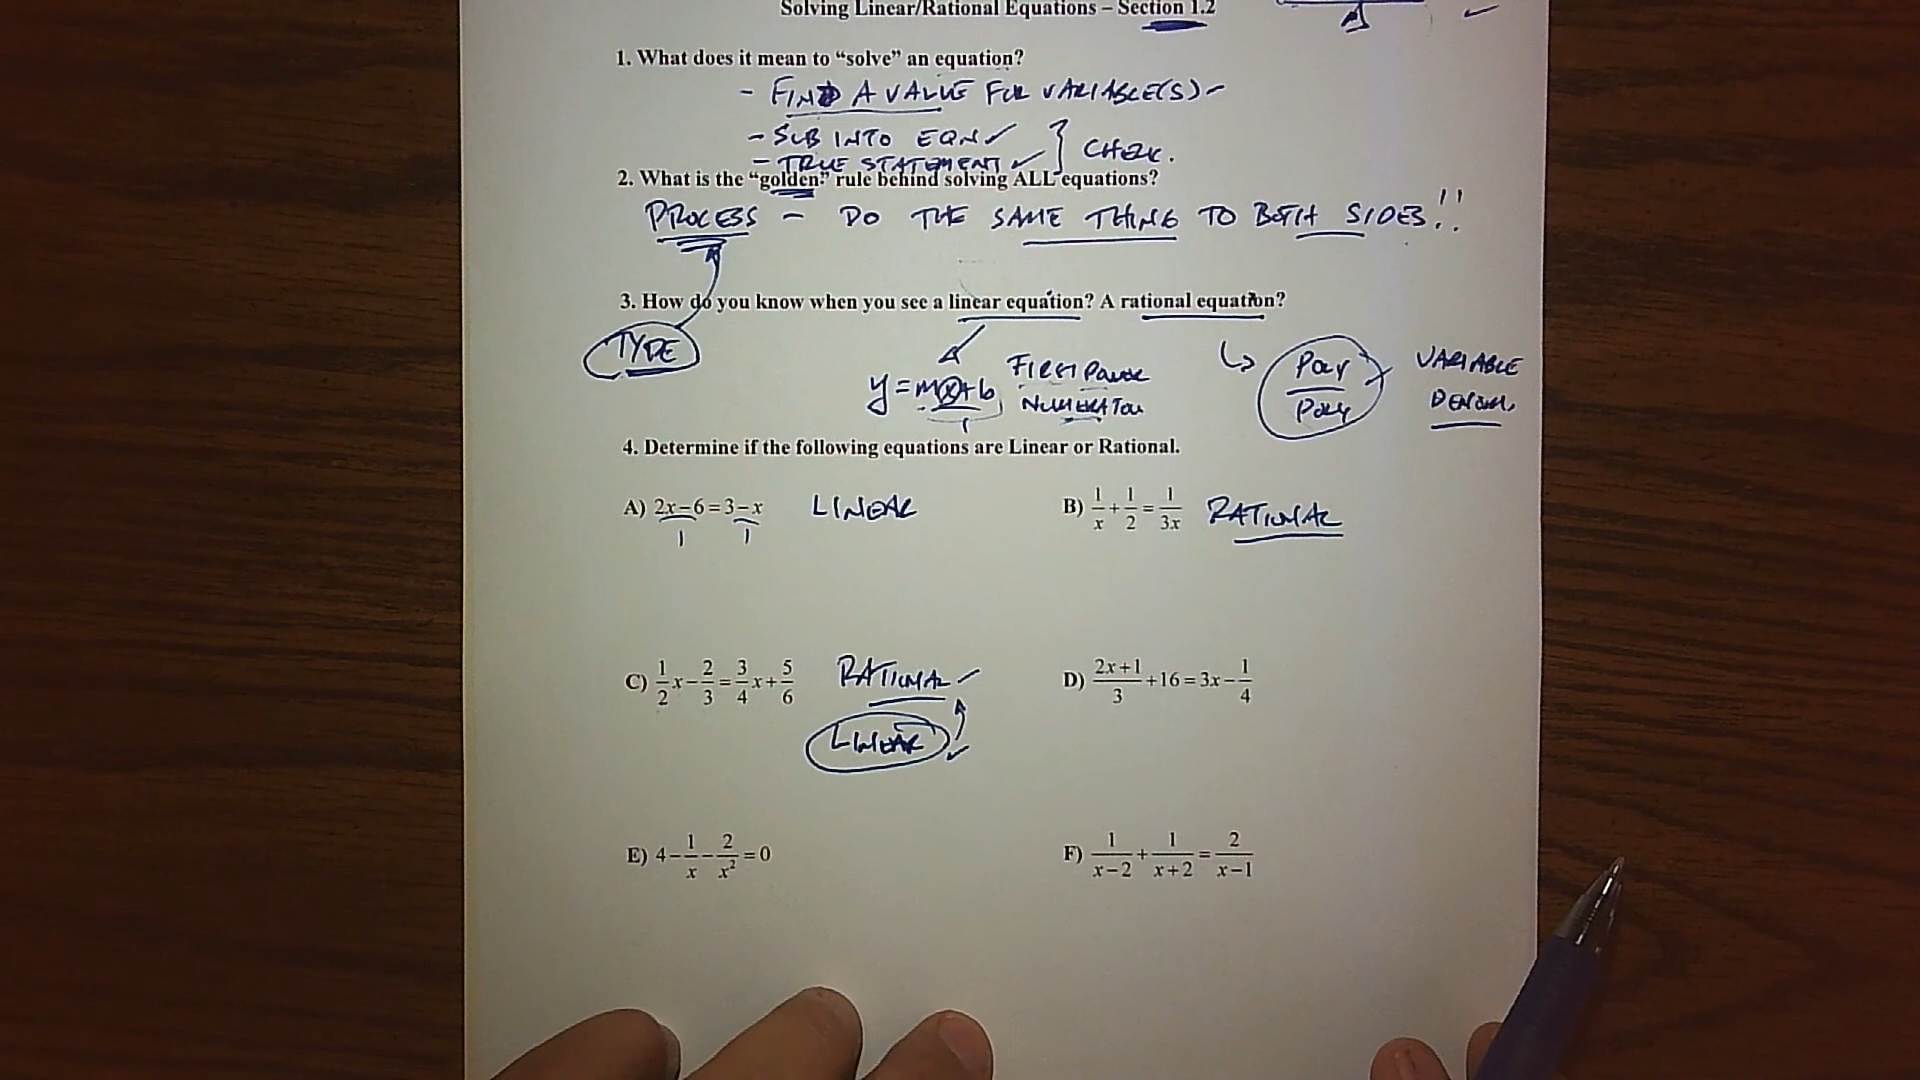 Solving Linear/Rational Equations – Section 1.2
1. What does it mean to “solve” an equation?
- FIND A VALUE FOR VARIABLE(S) -
- SUB INTO EQN ✓
- TRUE STATEMENT ✓ } CHECK.
2. What is the “golden” rule behind solving ALL equations?
PROCESS - DO THE SAME THING TO BOTH SIDES!!
3. How do you know when you see a linear equation? A rational equation?
TYPE
y = mx + b FIRST POWER NUMERATOR
POLY/POLY VARIABLE DENOM.
4. Determine if the following equations are Linear or Rational.
A) 2x − 6 = 3 − x LINEAR
1 1
B) 1/x + 1/2 = 1/3x RATIONAL
C) 1/2 x − 2/3 = 3/4 x + 5/6 RATIONAL ✓
LINEAR ✓
D) (2x+1)/3 + 16 = 3x − 1/4
E) 4 − 1/x − 2/x² = 0
F) 1/(x−2) + 1/(x+2) = 2/(x−1)